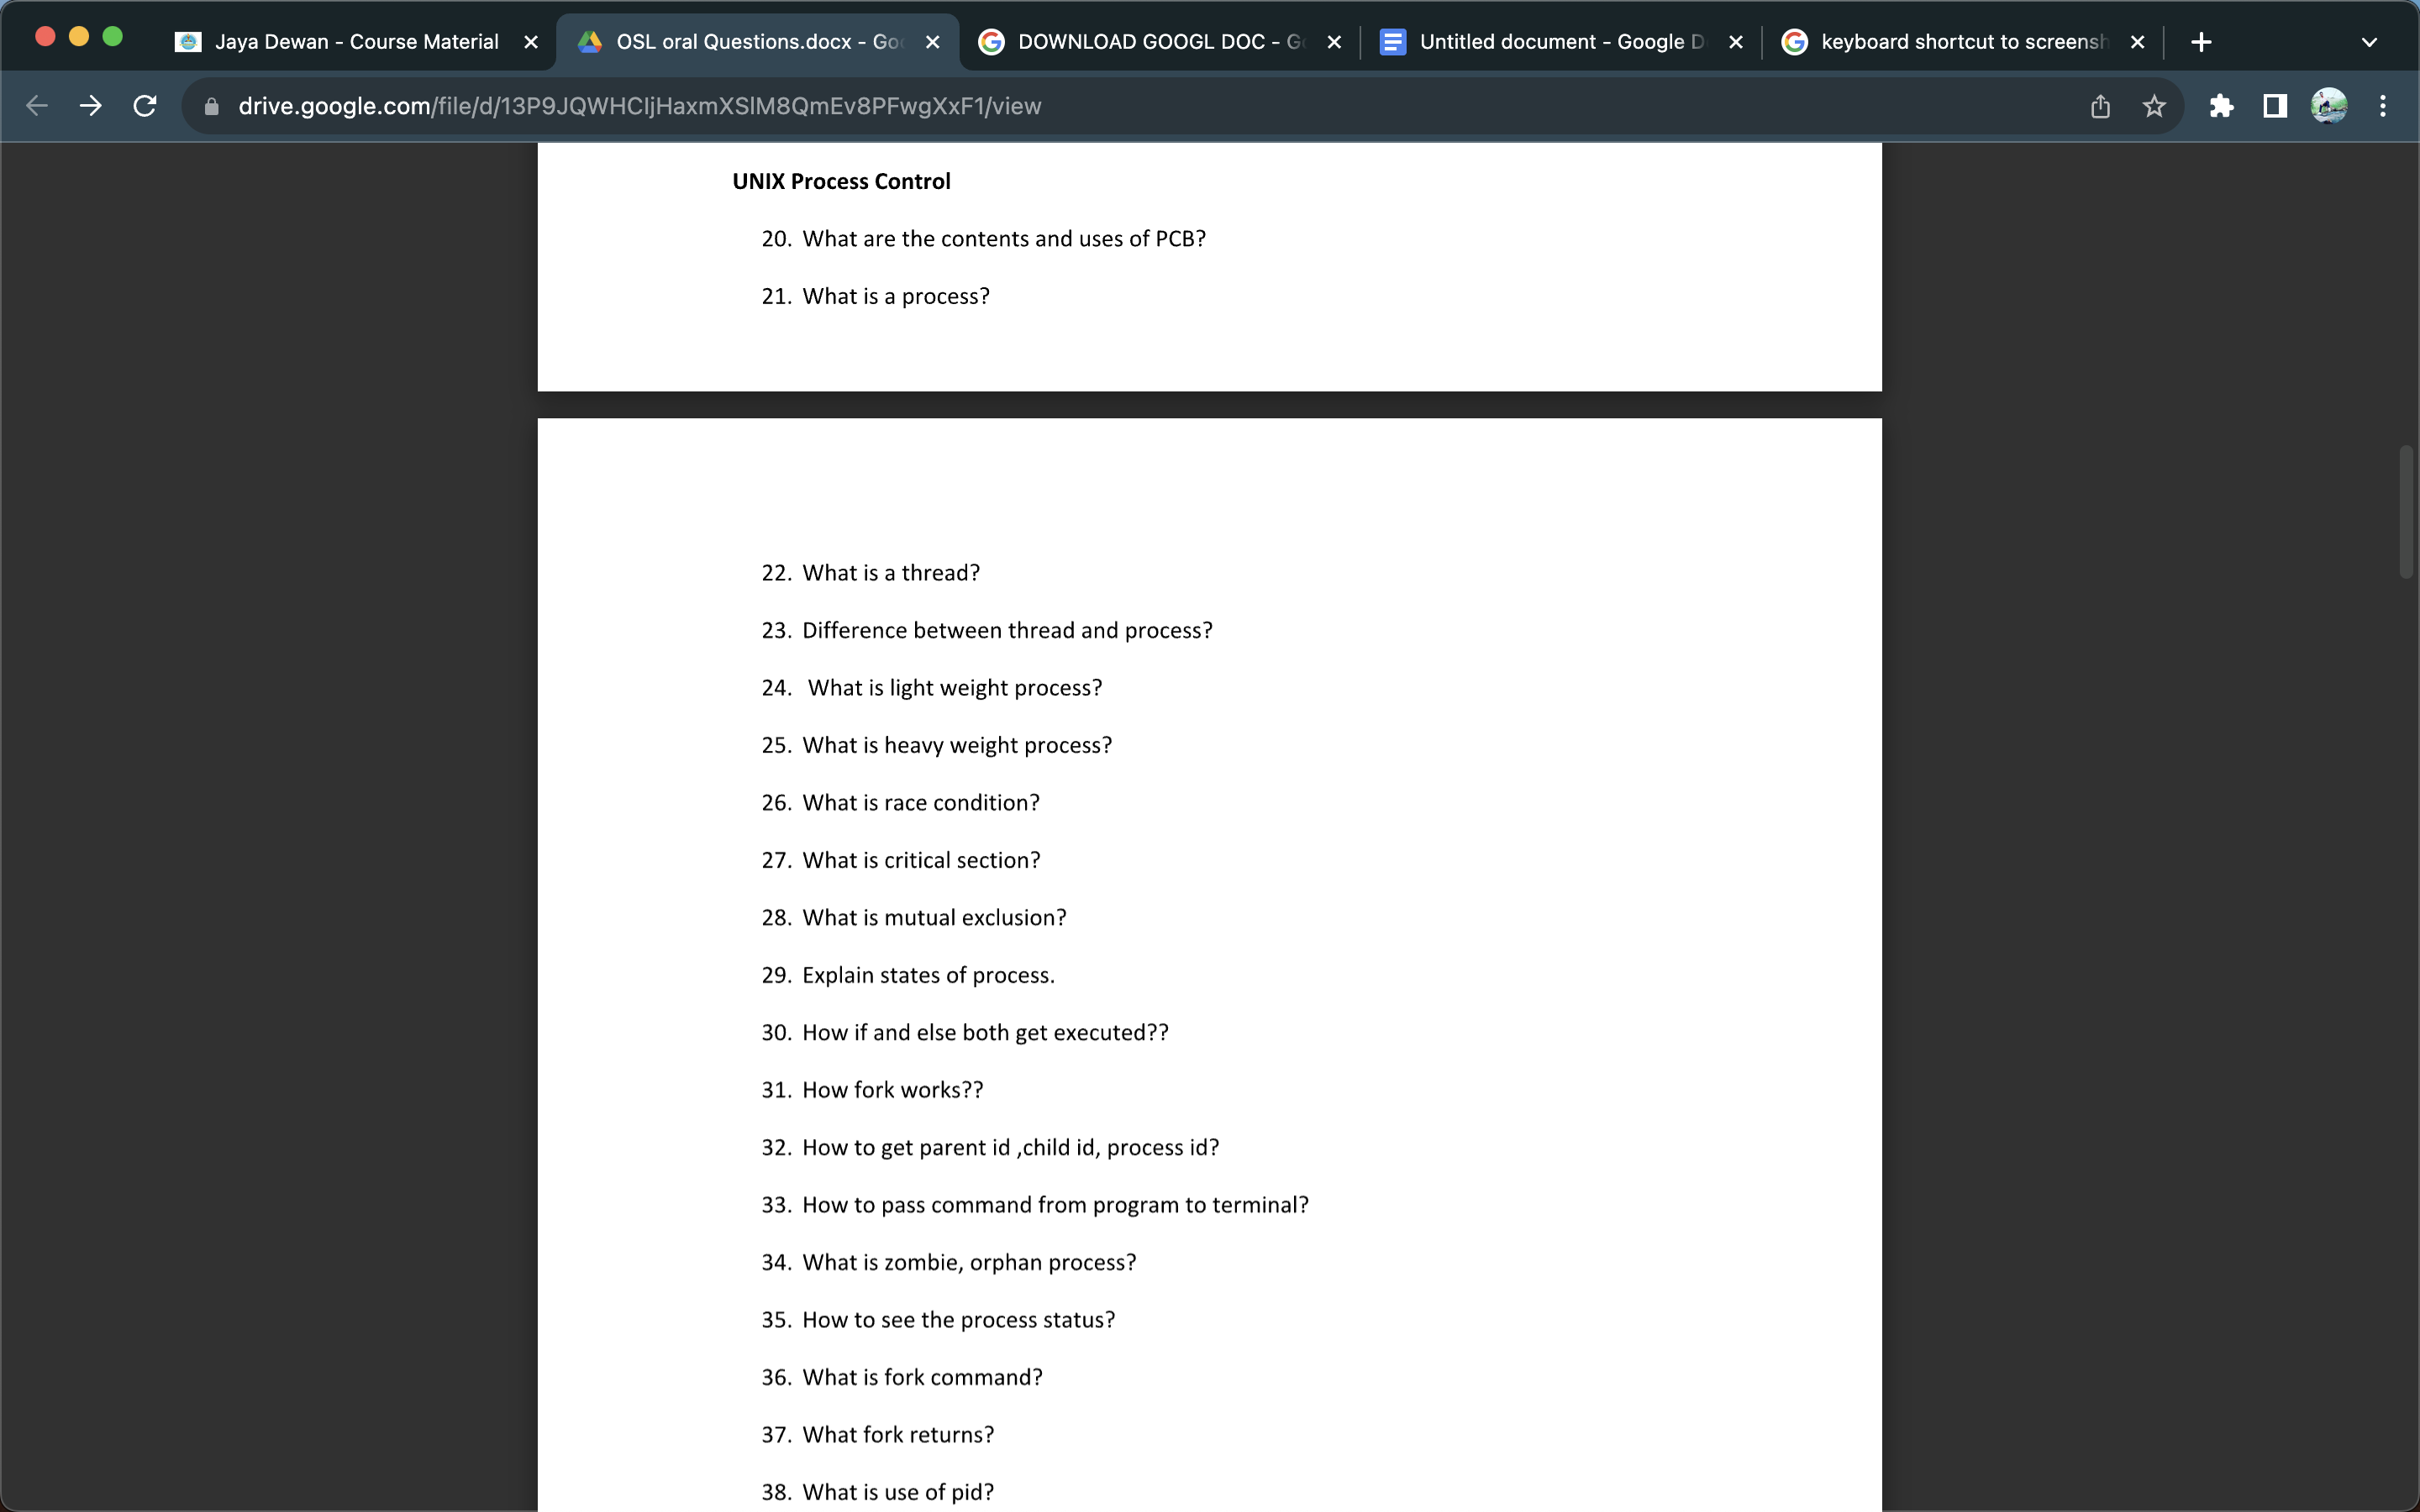 Jaya Dewan - Course Material
OSL oral Questions.docx - Goo
DOWNLOAD GOOGL DOC - Go
Untitled document - Google D
keyboard shortcut to screensh
drive.google.com/file/d/13P9JQWHCIjHaxmXSlM8QmEv8PFwgXxF1/view
UNIX Process Control
20. What are the contents and uses of PCB?
21. What is a process?
22. What is a thread?
23. Difference between thread and process?
24. What is light weight process?
25. What is heavy weight process?
26. What is race condition?
27. What is critical section?
28. What is mutual exclusion?
29. Explain states of process.
30. How if and else both get executed??
31. How fork works??
32. How to get parent id ,child id, process id?
33. How to pass command from program to terminal?
34. What is zombie, orphan process?
35. How to see the process status?
36. What is fork command?
37. What fork returns?
38. What is use of pid?